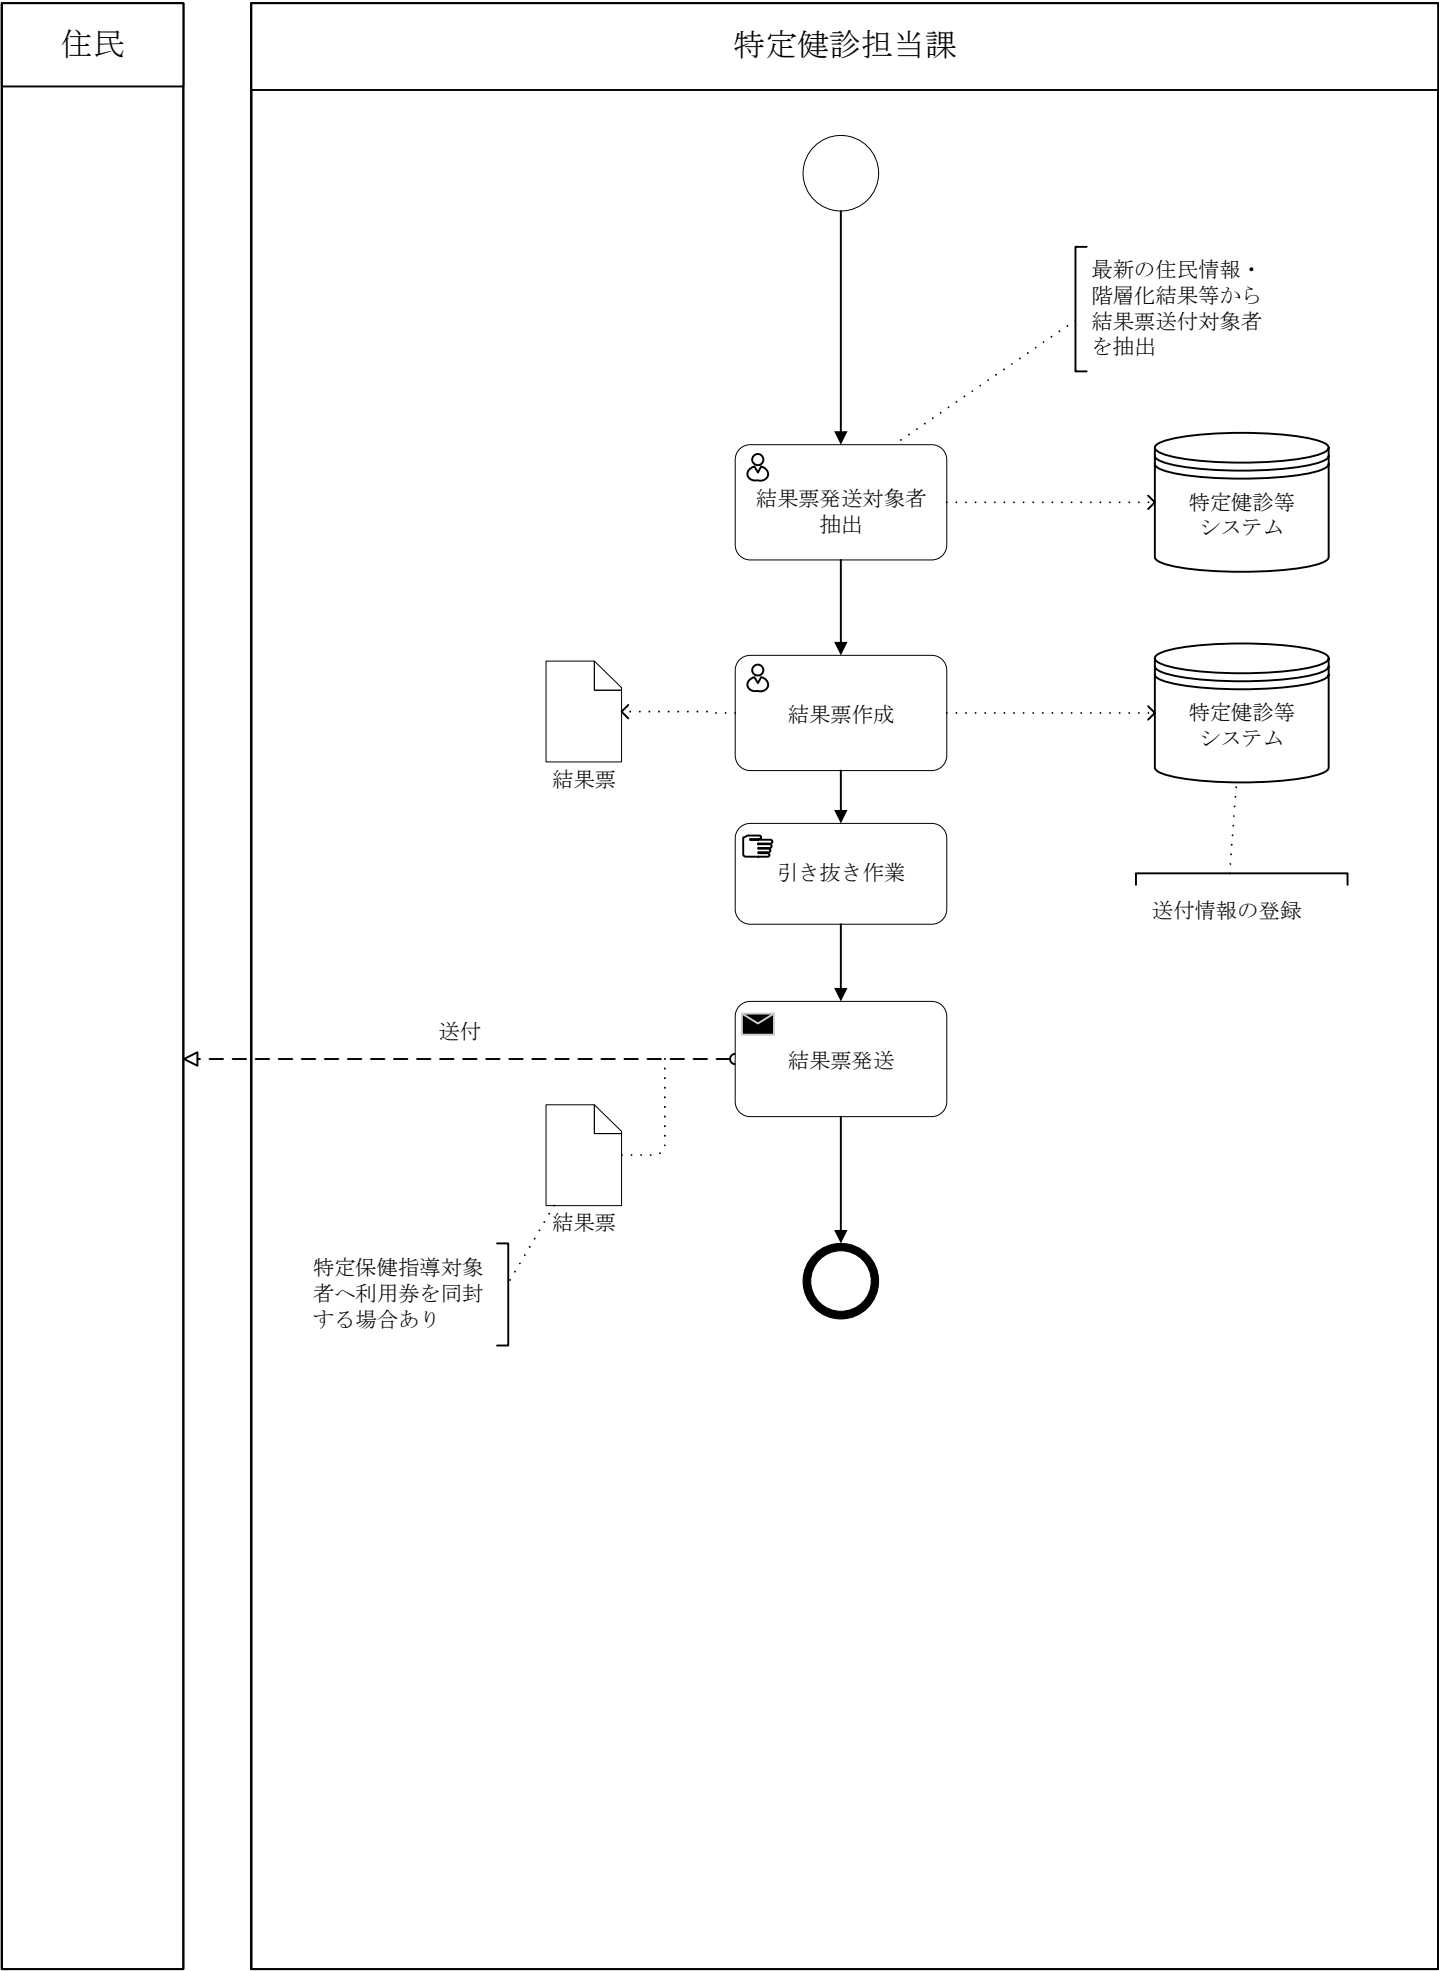 住民
特定健診担当課
最新の住民情報・
階層化結果等から
結果票送付対象者
を抽出
結果票発送対象者
抽出
特定健診等
システム
結果票作成
特定健診等
システム
結果票
引き抜き作業
送付情報の登録
送付
結果票発送
結果票
特定保健指導対象
者へ利用券を同封
する場合あり